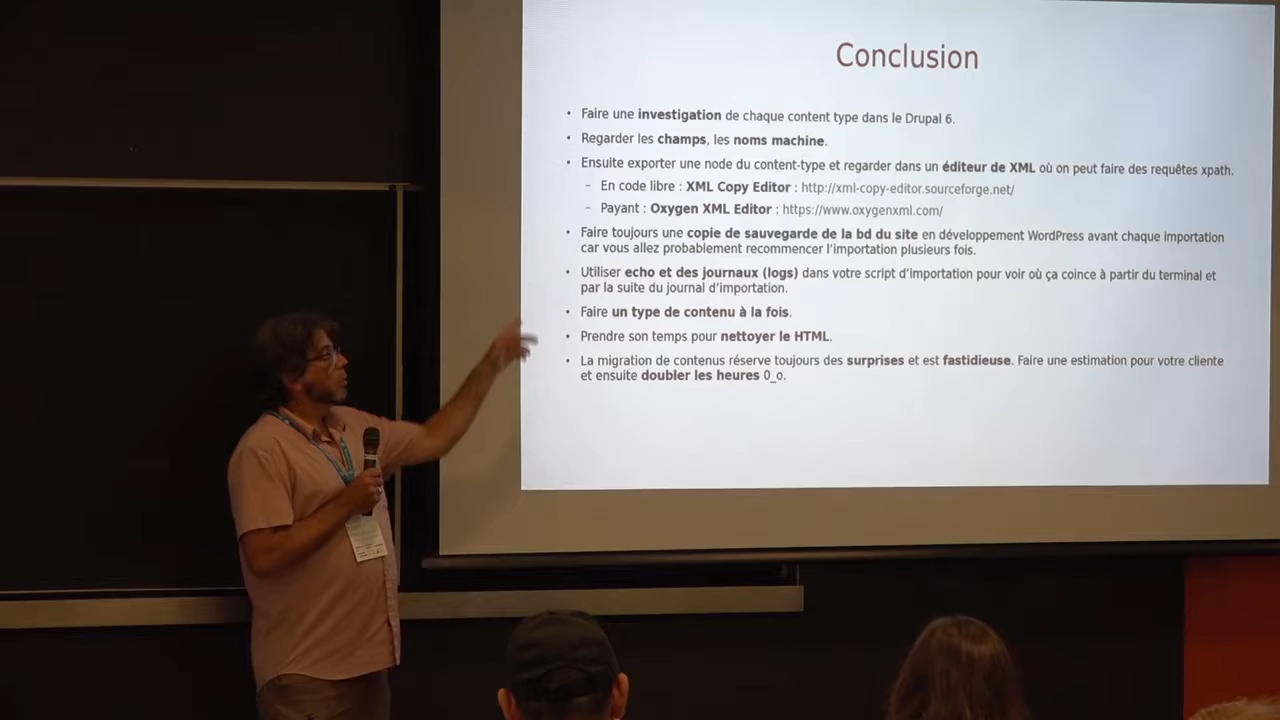 Conclusion
• Faire une investigation de chaque content type dans le Drupal 6.
• Regarder les champs, les noms machine.
• Ensuite exporter une node du content-type et regarder dans un éditeur de XML où on peut faire des requêtes xpath.
– En code libre : XML Copy Editor : http://xml-copy-editor.sourceforge.net/
– Payant : Oxygen XML Editor : https://www.oxygenxml.com/
• Faire toujours une copie de sauvegarde de la bd du site en développement WordPress avant chaque importation
car vous allez probablement recommencer l'importation plusieurs fois.
• Utiliser echo et des journaux (logs) dans votre script d'importation pour voir où ça coince à partir du terminal et
par la suite du journal d'importation.
• Faire un type de contenu à la fois.
• Prendre son temps pour nettoyer le HTML.
• La migration de contenus réserve toujours des surprises et est fastidieuse. Faire une estimation pour votre cliente
et ensuite doubler les heures 0_o.